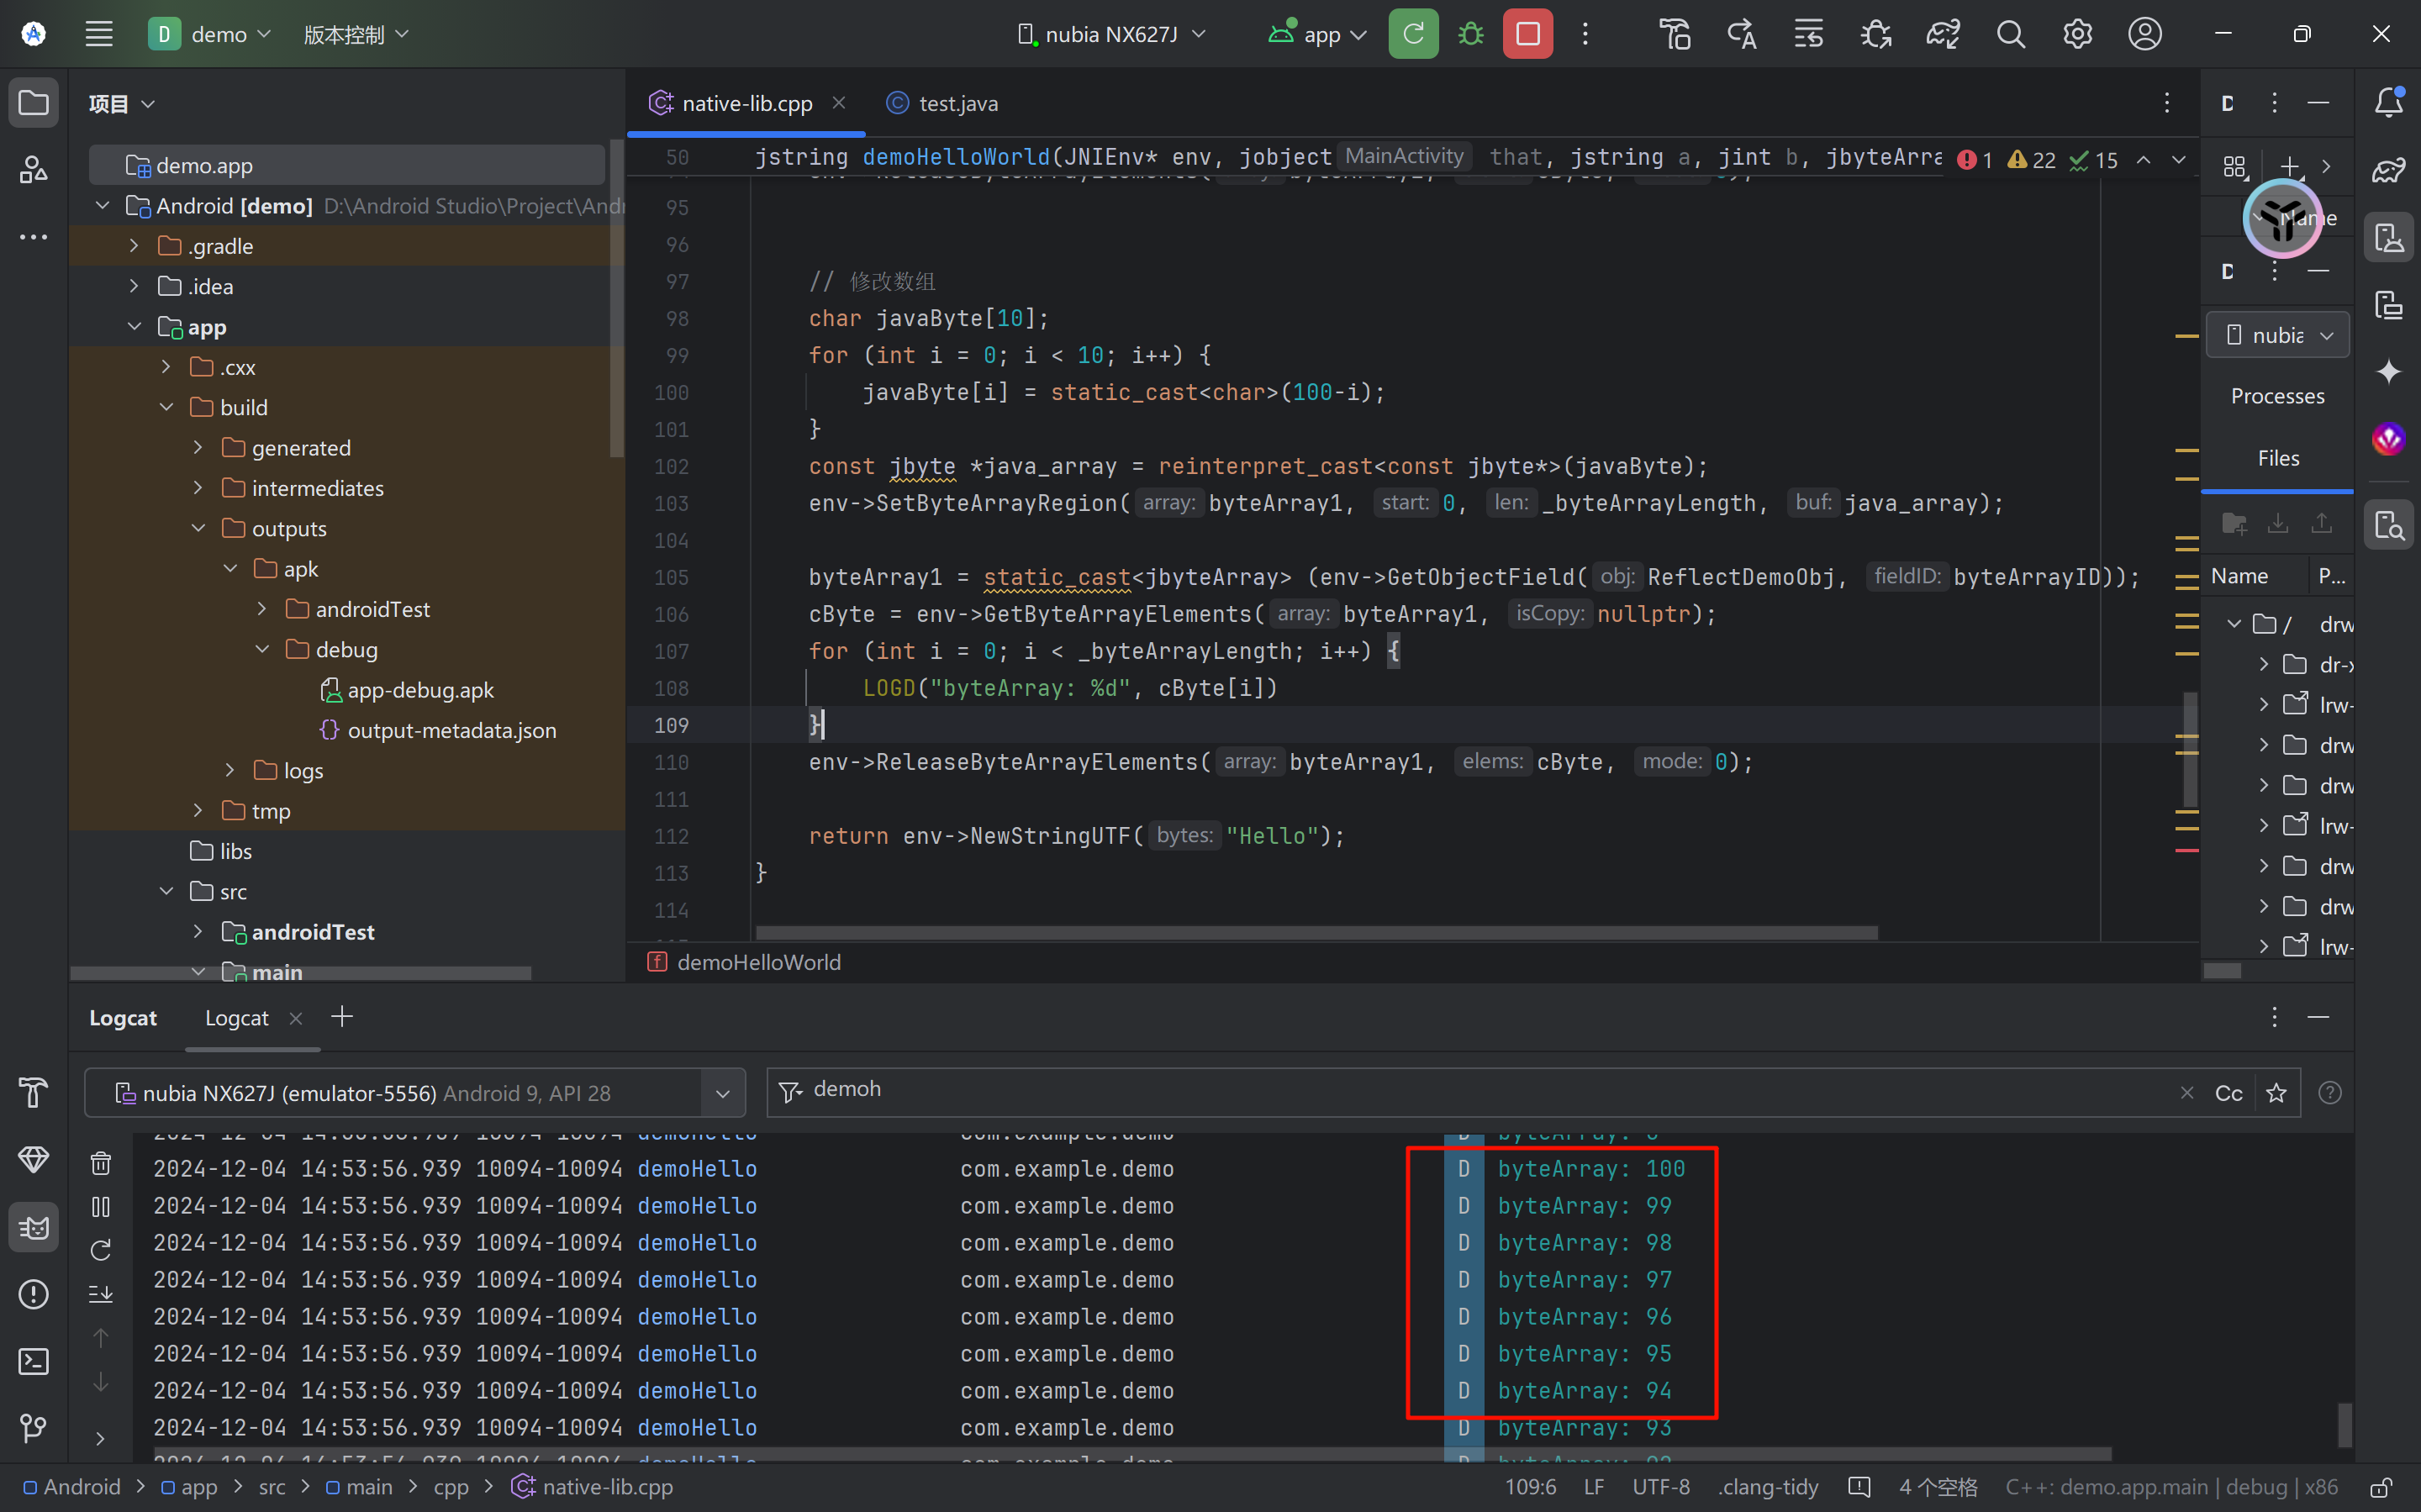 D demo 版本控制 nubia NX627J app
项目
native-lib.cpp
test.java
demo.app
Android [demo] D:\Android Studio\Project\Andr
.gradle
.idea
app
.cxx
build
generated
intermediates
outputs
apk
androidTest
debug
app-debug.apk
output-metadata.json
logs
tmp
libs
src
androidTest
main
50 jstring demoHelloWorld(JNIEnv* env, jobject MainActivity that, jstring a, jint b, jbyteArra 1 22 15
95
96
97 // 修改数组
98 char javaByte[10];
99 for (int i = 0; i < 10; i++) {
100 javaByte[i] = static_cast<char>(100-i);
101 }
102 const jbyte *java_array = reinterpret_cast<const jbyte*>(javaByte);
103 env->SetByteArrayRegion( array: byteArray1, start: 0, len: _byteArrayLength, buf: java_array);
104
105 byteArray1 = static_cast<jbyteArray> (env->GetObjectField( obj: ReflectDemoObj, fieldID: byteArrayID));
106 cByte = env->GetByteArrayElements( array: byteArray1, isCopy: nullptr);
107 for (int i = 0; i < _byteArrayLength; i++) {
108 LOGD("byteArray: %d", cByte[i])
109 }
110 env->ReleaseByteArrayElements( array: byteArray1, elems: cByte, mode: 0);
111
112 return env->NewStringUTF( bytes: "Hello");
113 }
114
demoHelloWorld
D
Name
D
nubia
Processes
Files
Name P...
/ drw
dr-x
lrw-
drw
drw
lrw-
drw
drw
lrw-
Logcat Logcat
nubia NX627J (emulator-5556) Android 9, API 28
demoh Cc
2024-12-04 14:53:56.939 10094-10094 demoHello com.example.demo D byteArray: 100
2024-12-04 14:53:56.939 10094-10094 demoHello com.example.demo D byteArray: 99
2024-12-04 14:53:56.939 10094-10094 demoHello com.example.demo D byteArray: 98
2024-12-04 14:53:56.939 10094-10094 demoHello com.example.demo D byteArray: 97
2024-12-04 14:53:56.939 10094-10094 demoHello com.example.demo D byteArray: 96
2024-12-04 14:53:56.939 10094-10094 demoHello com.example.demo D byteArray: 95
2024-12-04 14:53:56.939 10094-10094 demoHello com.example.demo D byteArray: 94
2024-12-04 14:53:56.939 10094-10094 demoHello com.example.demo D byteArray: 93
Android > app > src > main > cpp > native-lib.cpp
109:6 LF UTF-8 .clang-tidy 4 个空格 C++: demo.app.main | debug | x86